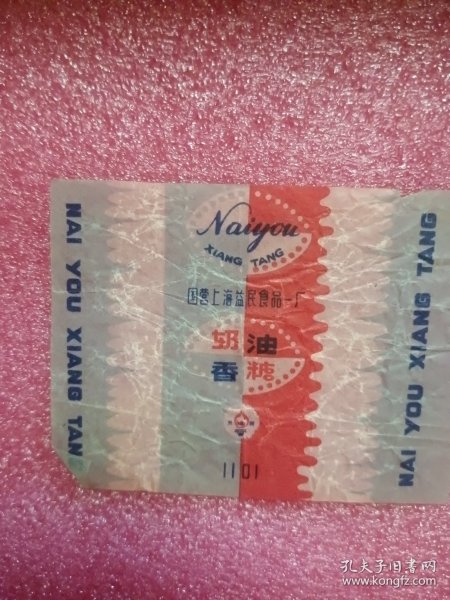 NAI YOU XIANG TAN
Naiyou
XIANG TANG
国营上海益民食品一厂
奶油
香糖
1101
NAI YOU XIANG TANG
孔夫子旧书网
www.kongfz.com